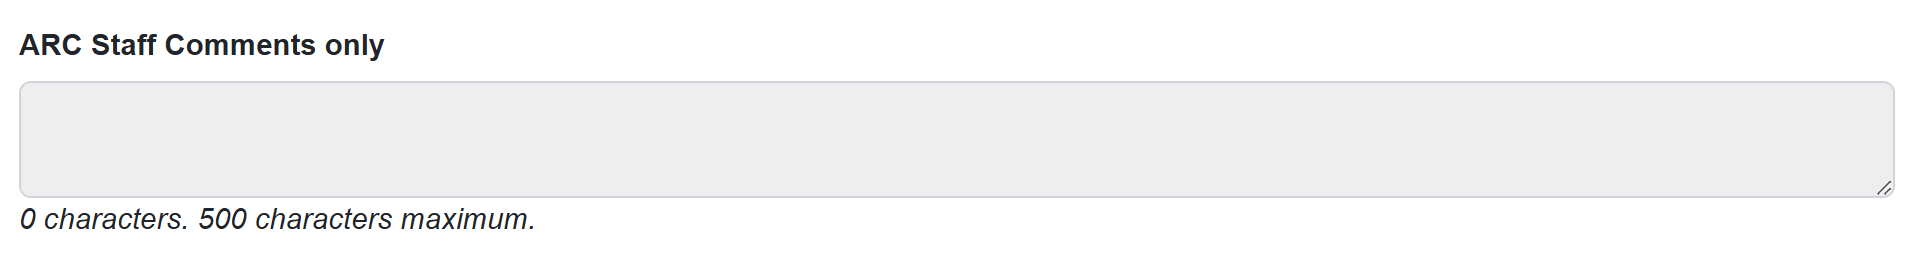 ARC Staff Comments only
0 characters. 500 characters maximum.